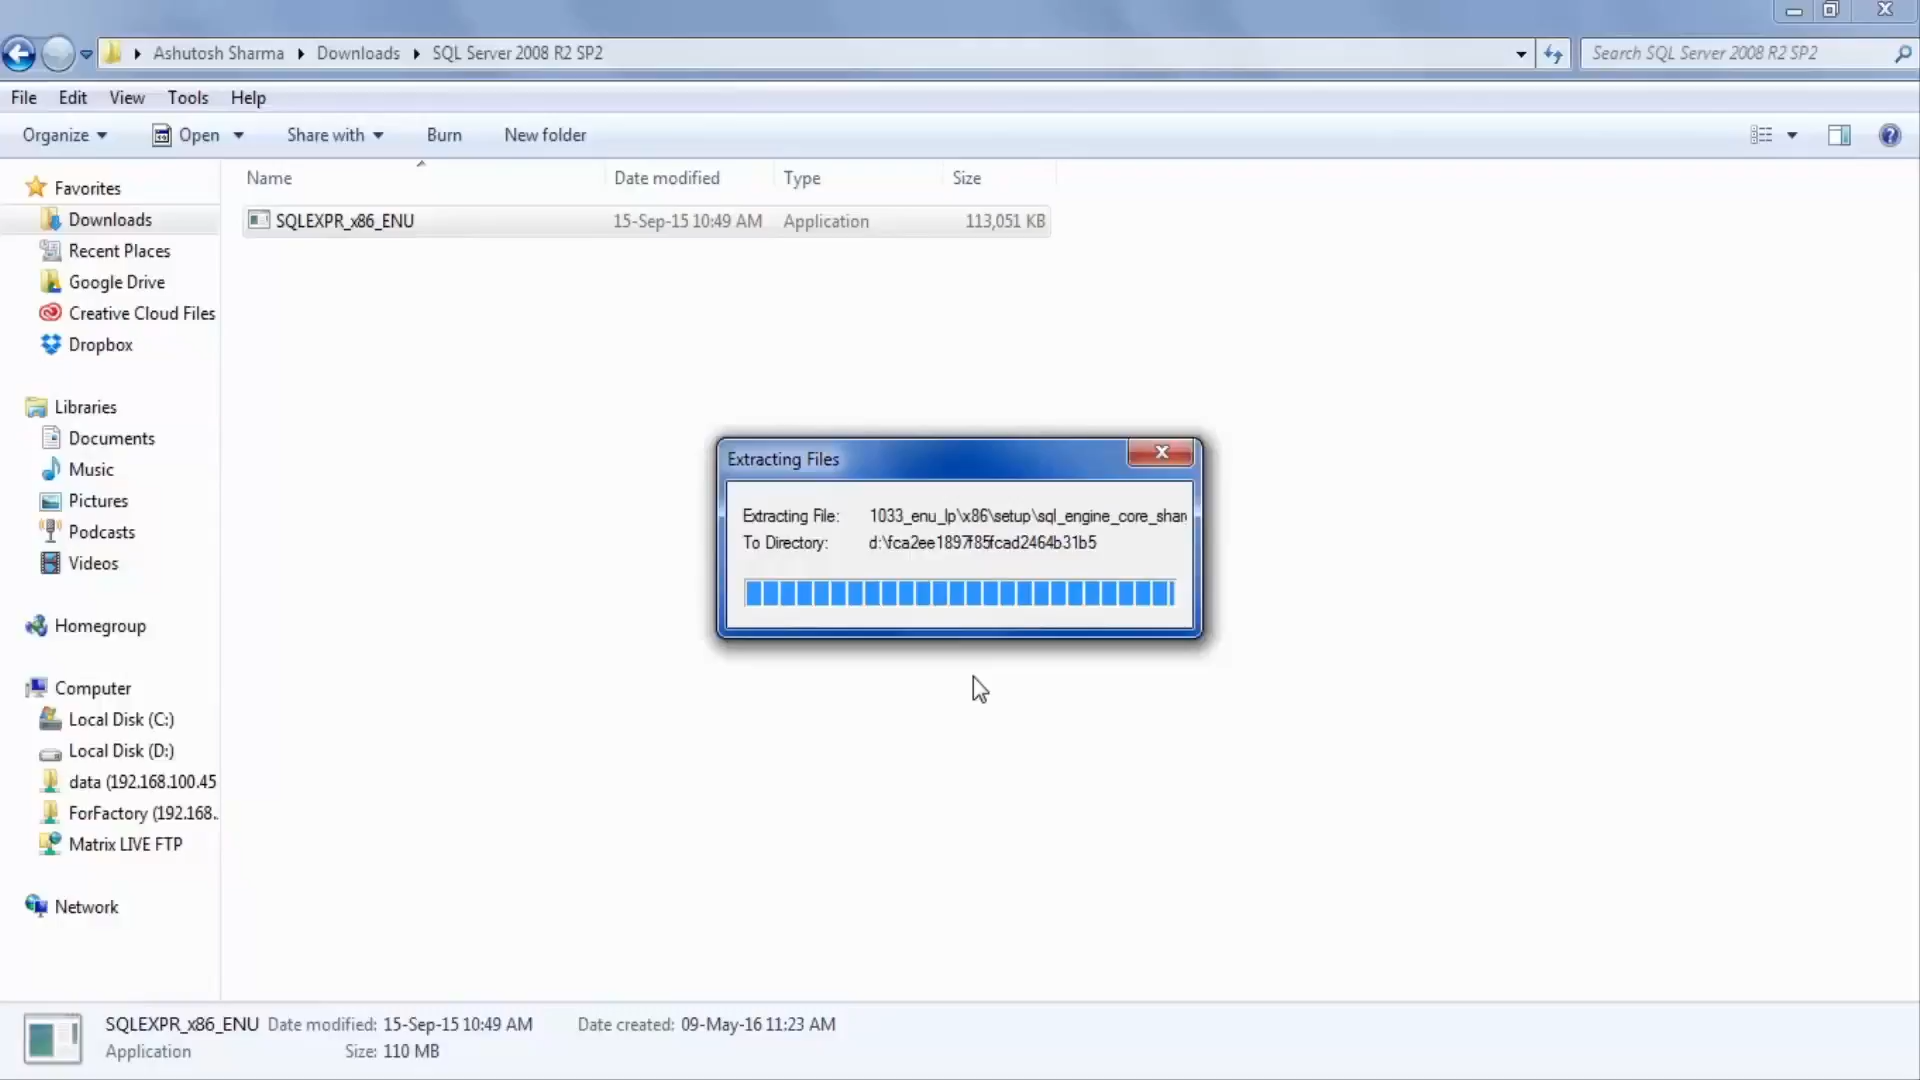 Ashutosh Sharma Downloads SQL Server 2008 R2 SP2 Search SQL Server 2008 R2 SP2
File Edit View Tools Help
Organize Open Share with Burn New folder
Name Date modified Type Size
SQLEXPR_x86_ENU 15-Sep-15 10:49 AM Application 113,051 KB
Favorites
Downloads
Recent Places
Google Drive
Creative Cloud Files
Dropbox
Libraries
Documents
Music
Pictures
Podcasts
Videos
Homegroup
Computer
Local Disk (C:)
Local Disk (D:)
data (192.168.100.45
ForFactory (192.168..
Matrix LIVE FTP
Network
Extracting Files
Extracting File: 1033_enu_lp\x86\setup\sql_engine_core_shar
To Directory: d:\fca2ee1897f85fcad2464b31b5
SQLEXPR_x86_ENU Date modified: 15-Sep-15 10:49 AM Date created: 09-May-16 11:23 AM
Application Size: 110 MB